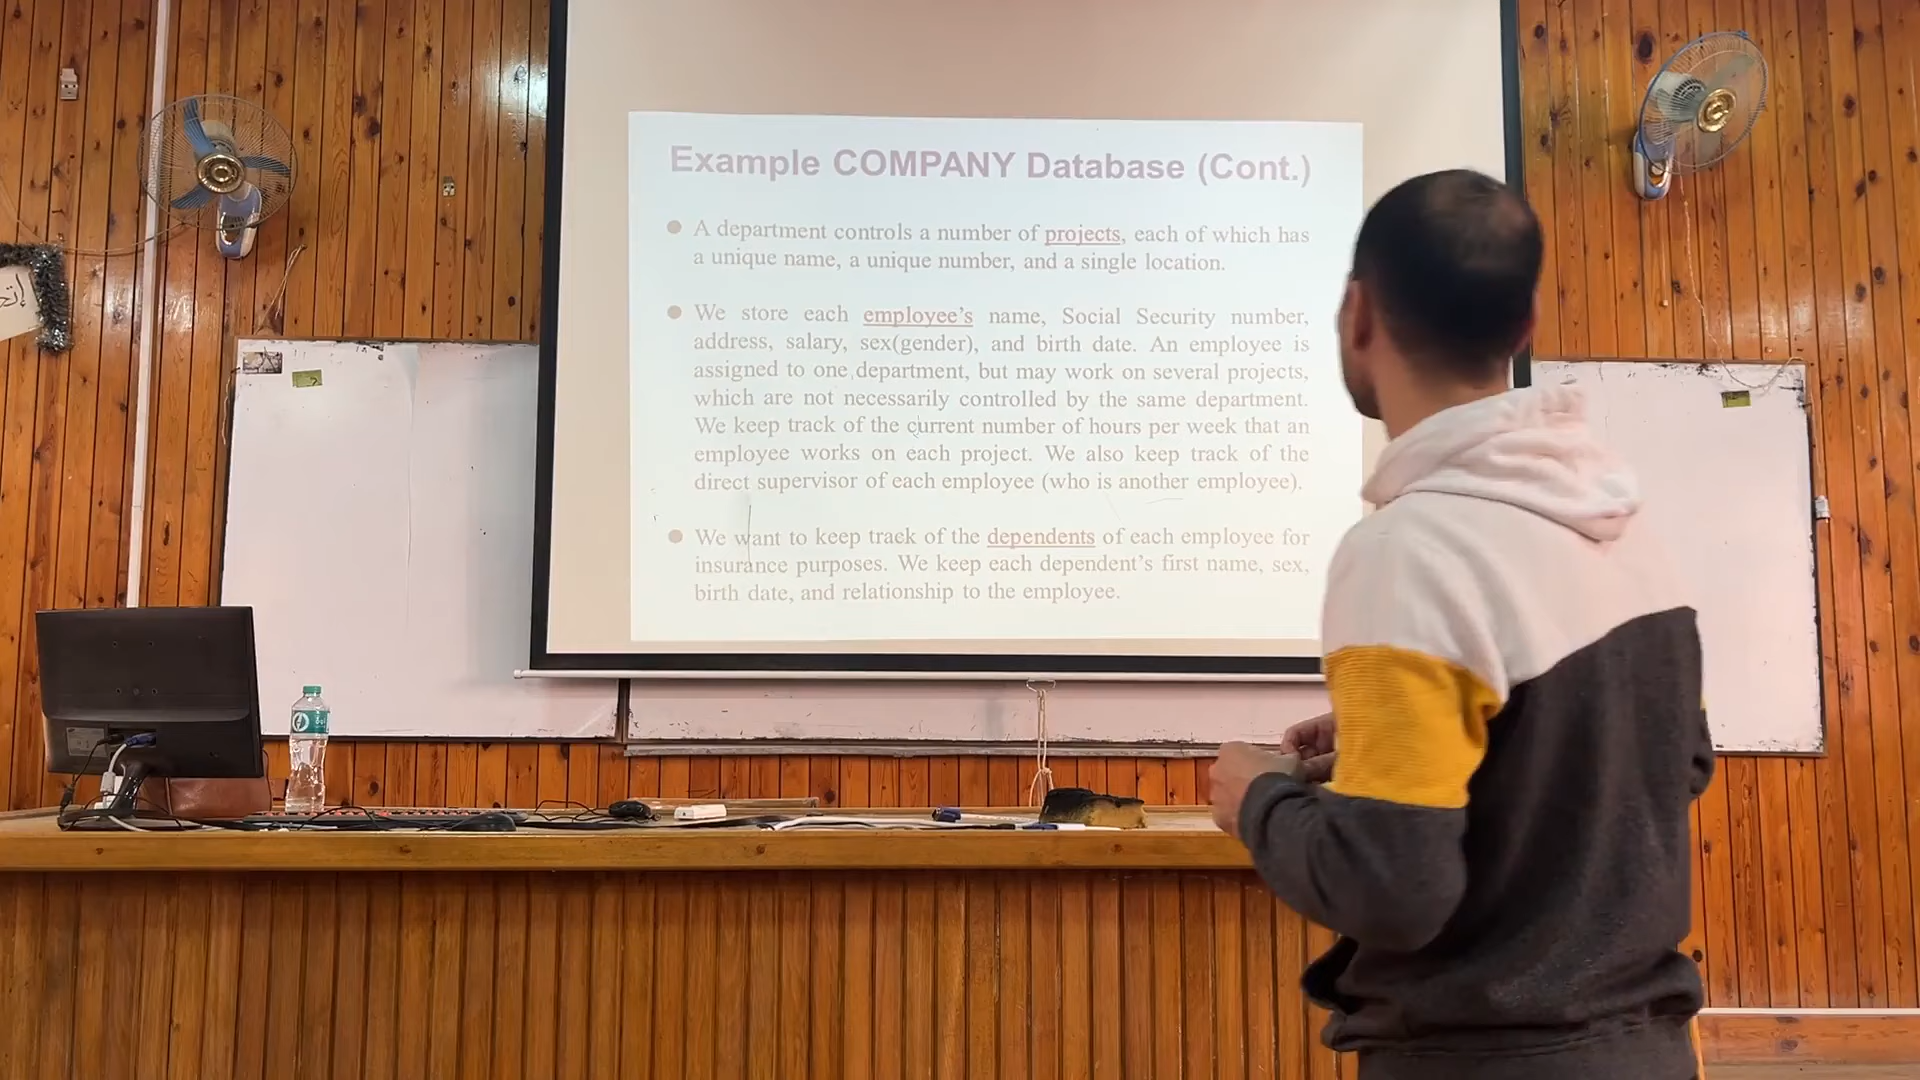 Example COMPANY Database (Cont.)
● A department controls a number of projects, each of which has
a unique name, a unique number, and a single location.
● We store each employee’s name, Social Security number,
address, salary, sex(gender), and birth date. An employee is
assigned to one department, but may work on several projects,
which are not necessarily controlled by the same department.
We keep track of the current number of hours per week that an
employee works on each project. We also keep track of the
direct supervisor of each employee (who is another employee).
● We want to keep track of the dependents of each employee for
insurance purposes. We keep each dependent’s first name, sex,
birth date, and relationship to the employee.